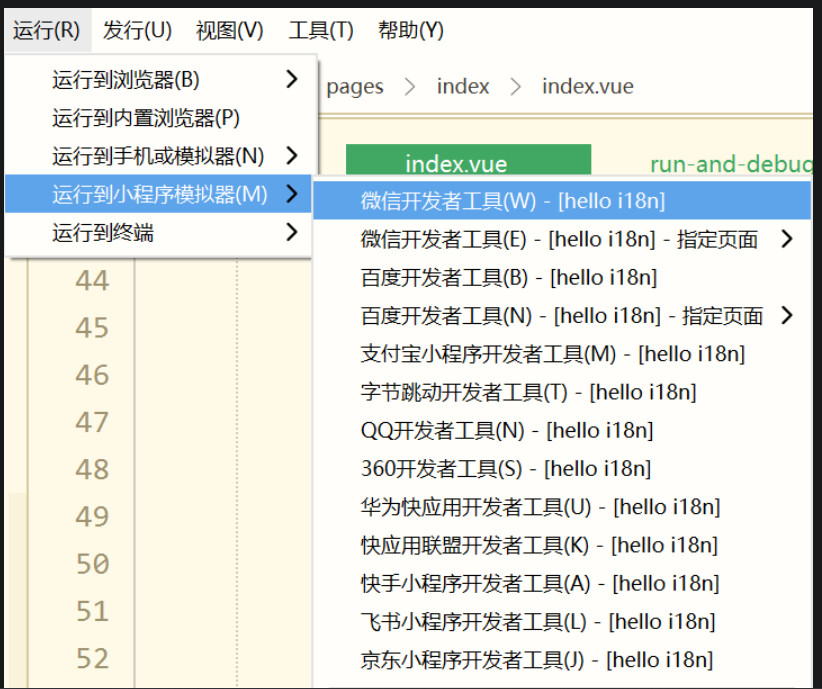 运行(R) 发行(U) 视图(V) 工具(T) 帮助(Y)
运行到浏览器(B)
pages > index > index.vue
运行到内置浏览器(P)
运行到手机或模拟器(N)
index.vue run-and-debug
运行到小程序模拟器(M)
微信开发者工具(W) - [hello i18n]
运行到终端
微信开发者工具(E) - [hello i18n] - 指定页面
44
百度开发者工具(B) - [hello i18n]
百度开发者工具(N) - [hello i18n] - 指定页面
45
支付宝小程序开发者工具(M) - [hello i18n]
46
字节跳动开发者工具(T) - [hello i18n]
47
QQ开发者工具(N) - [hello i18n]
48
360开发者工具(S) - [hello i18n]
49
华为快应用开发者工具(U) - [hello i18n]
快应用联盟开发者工具(K) - [hello i18n]
50
快手小程序开发者工具(A) - [hello i18n]
51
飞书小程序开发者工具(L) - [hello i18n]
52
京东小程序开发者工具(J) - [hello i18n]